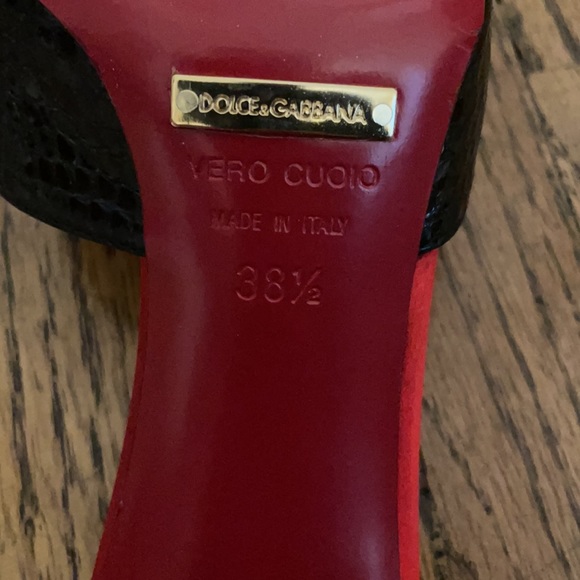 DOLCE&GABBANA
VERO CUOIO
MADE IN ITALY
38½